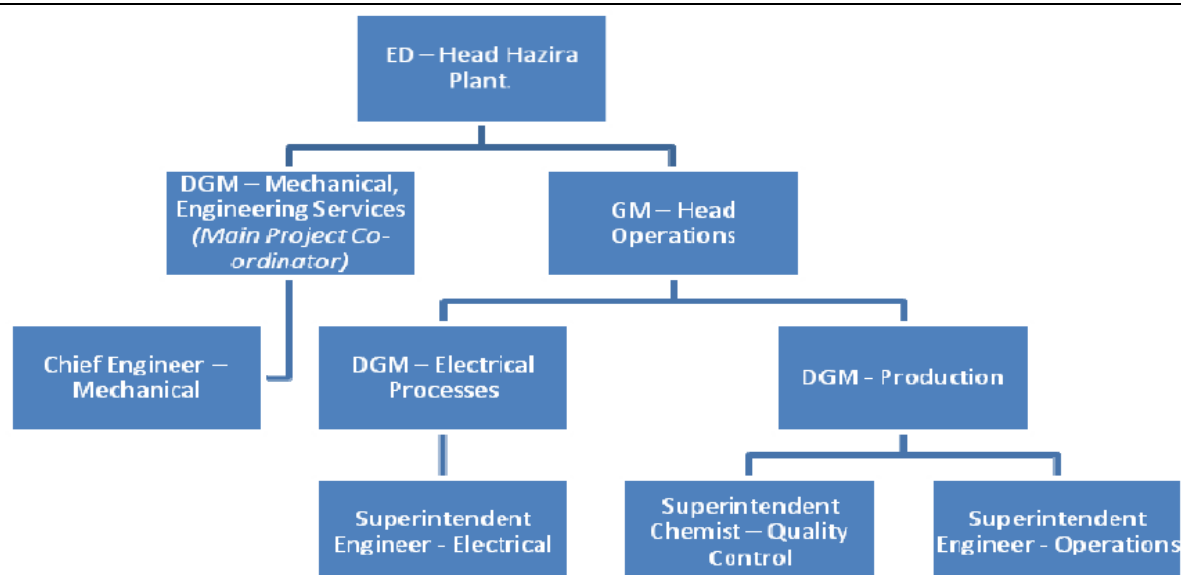 ED – Head Hazira
Plant.
DGM – Mechanical,
Engineering Services
(Main Project Co-
ordinator)
GM – Head
Operations
Chief Engineer –
Mechanical
DGM – Electrical
Processes
DGM - Production
Superintendent
Engineer - Electrical
Superintendent
Chemist – Quality
Control
Superintendent
Engineer - Operations